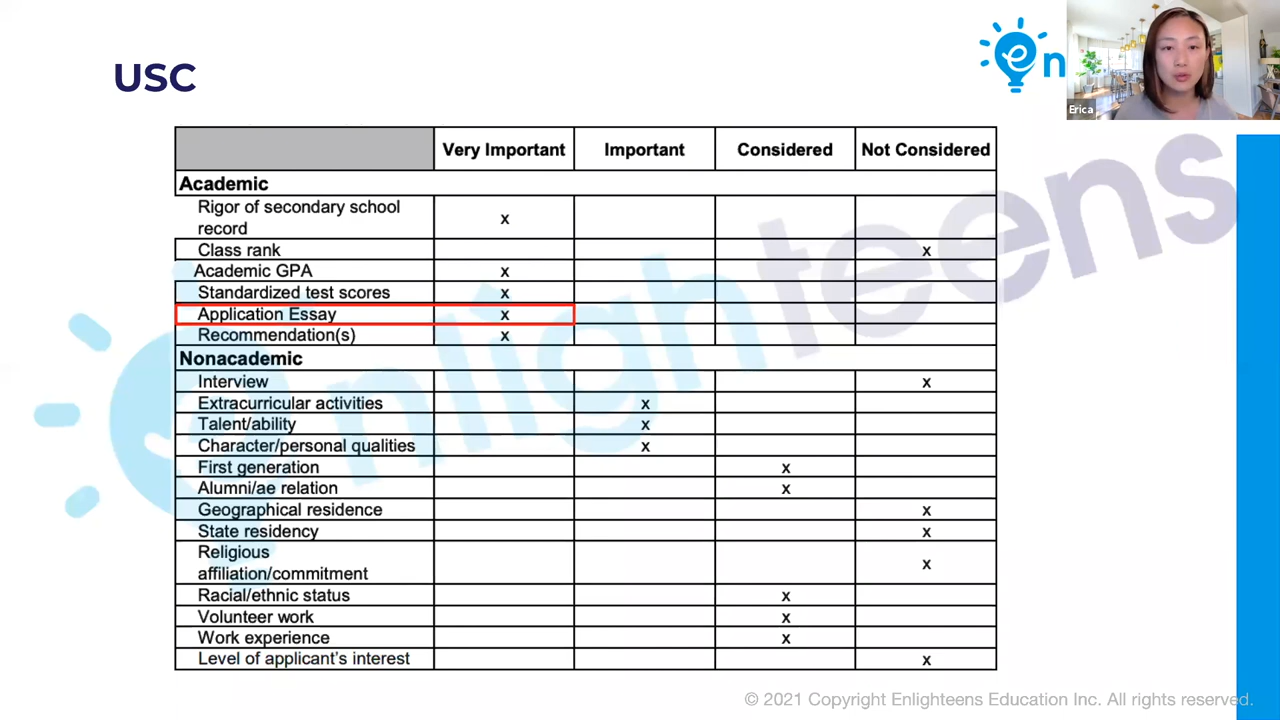 USC
en
Erica
Very Important Important Considered Not Considered
Academic
Rigor of secondary school
record x
Class rank x
Academic GPA x
Standardized test scores x
Application Essay x
Recommendation(s) x
Nonacademic
Interview x
Extracurricular activities x
Talent/ability x
Character/personal qualities x
First generation x
Alumni/ae relation x
Geographical residence x
State residency x
Religious
affiliation/commitment x
Racial/ethnic status x
Volunteer work x
Work experience x
Level of applicant's interest x
enlighteens
© 2021 Copyright Enlighteens Education Inc. All rights reserved.